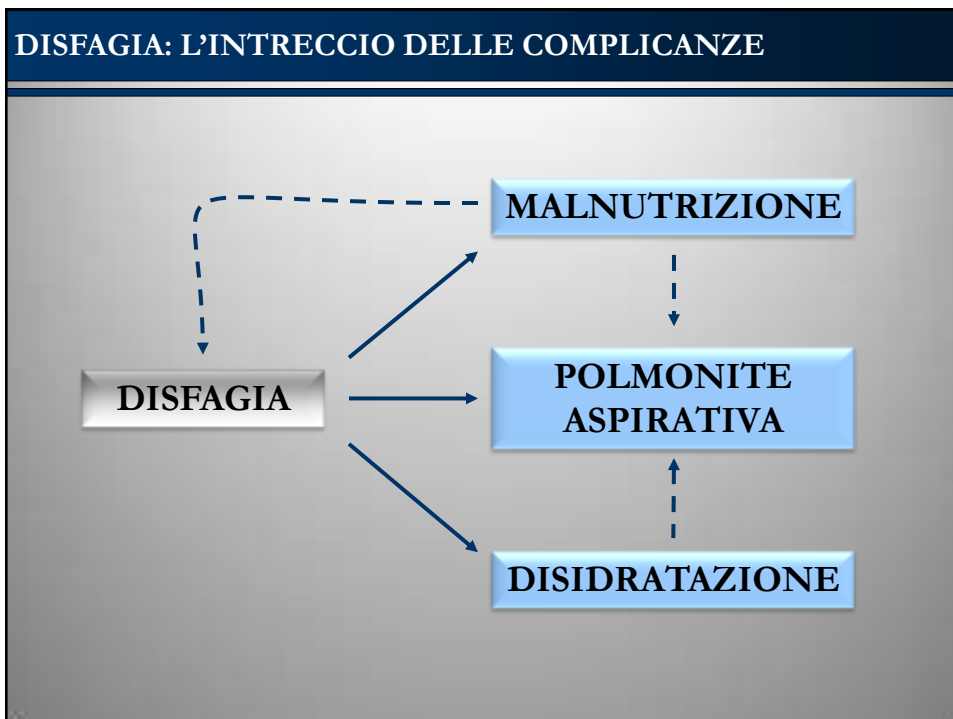 DISFAGIA: L’INTRECCIO DELLE COMPLICANZE
MALNUTRIZIONE
DISFAGIA
POLMONITE
ASPIRATIVA
DISIDRATAZIONE